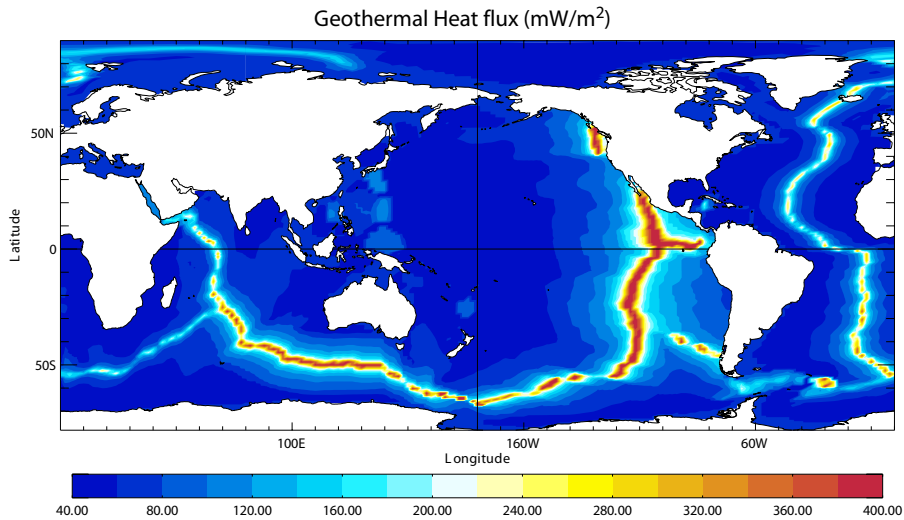 Geothermal Heat flux (mW/m²)
50N
0
50S
Latitude
100E
160W
60W
Longitude
40.00
80.00
120.00
160.00
200.00
240.00
280.00
320.00
360.00
400.00